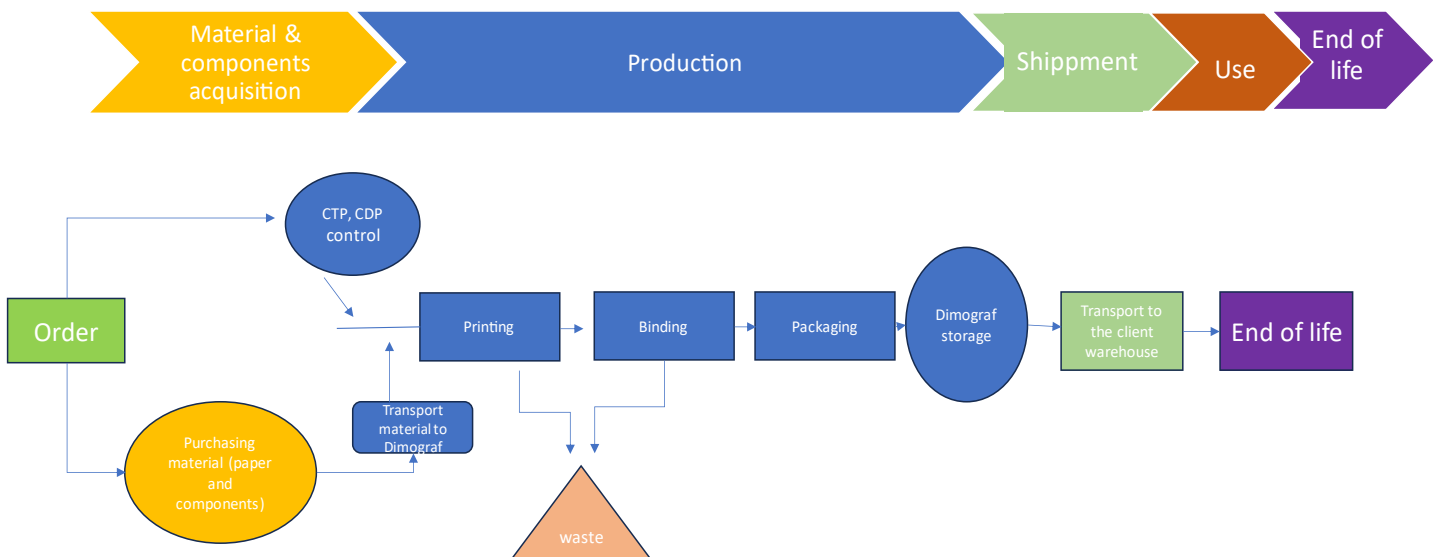 Material &
components
acquisition
Production
Shippment
Use
End of
life
CTP, CDP
control
Order
Printing
Binding
Packaging
Dimograf
storage
Transport to
the client
warehouse
End of life
Transport
material to
Dimograf
Purchasing
material (paper
and
components)
waste